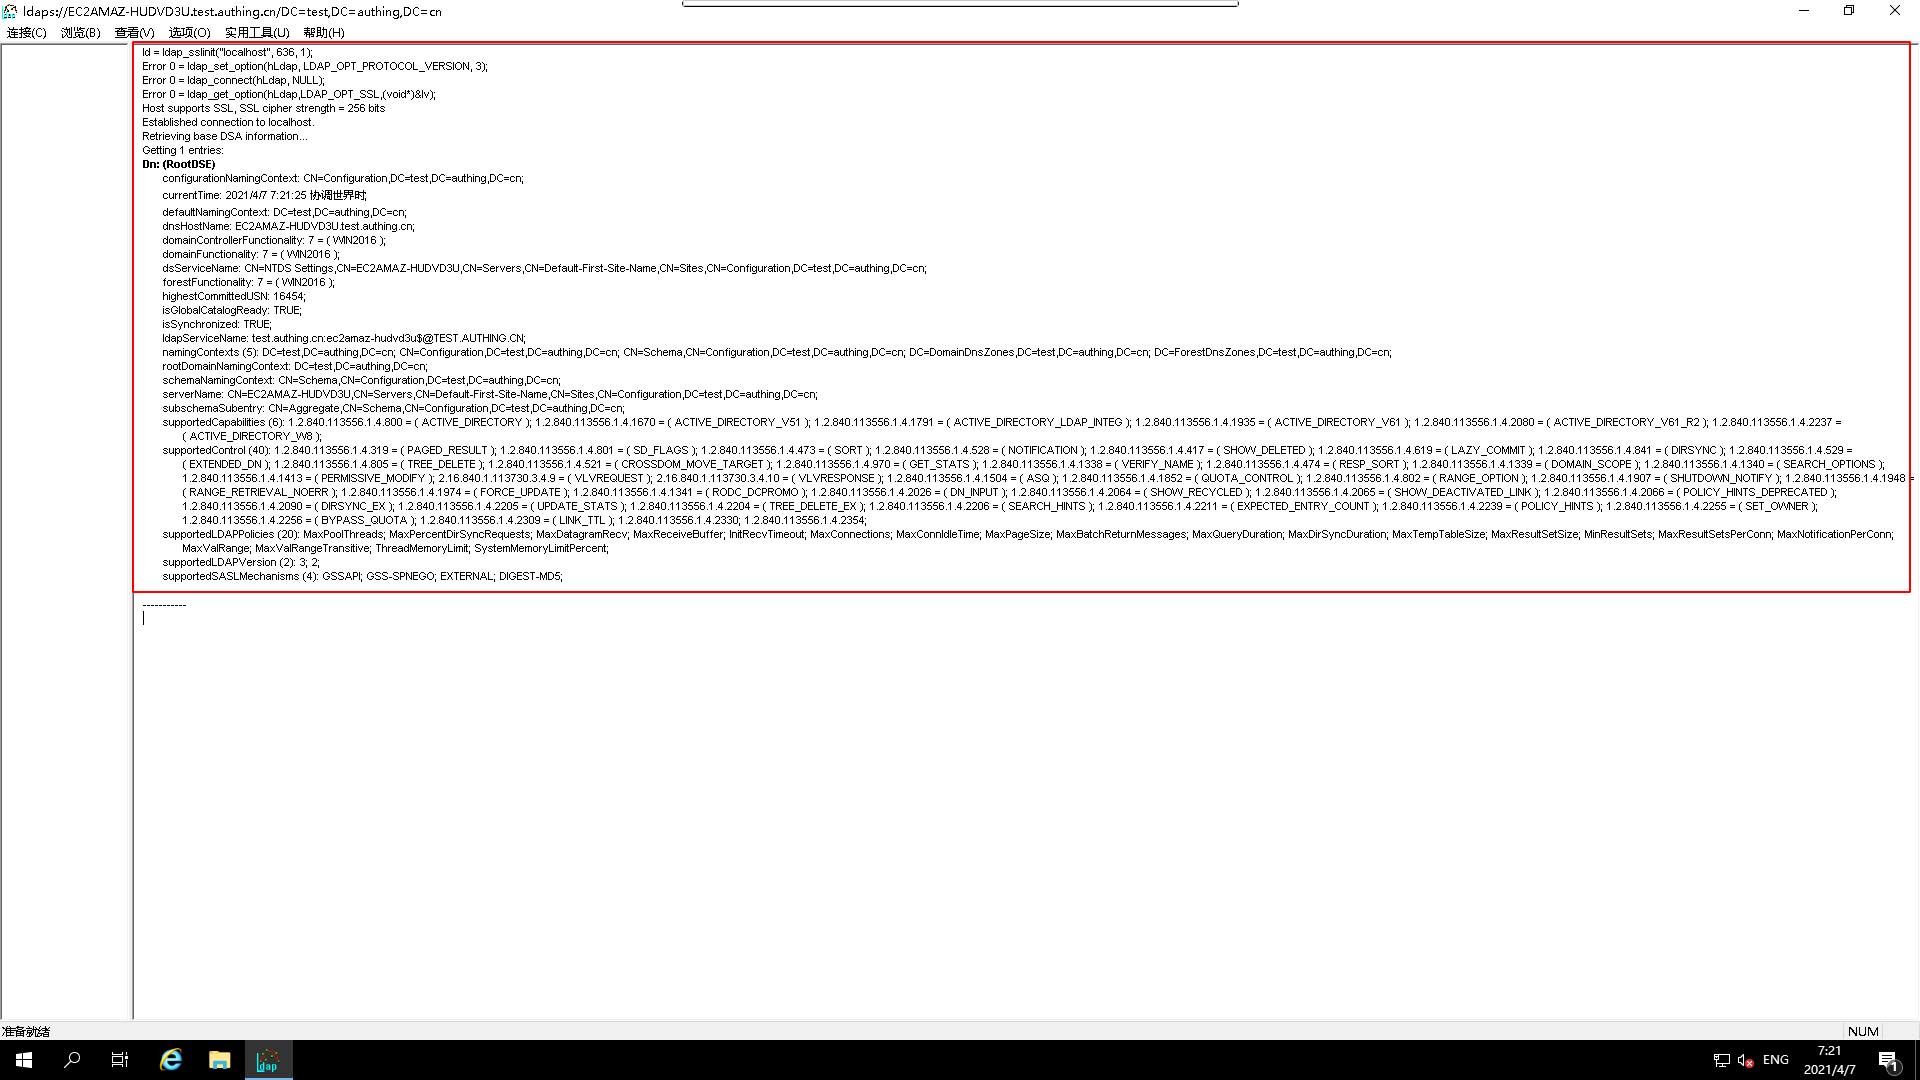 ldaps://EC2AMAZ-HUDVD3U.test.authing.cn/DC=test,DC=authing,DC=cn
连接(C) 浏览(B) 查看(V) 选项(O) 实用工具(U) 帮助(H)
ld = ldap_sslinit("localhost", 636, 1);
Error 0 = ldap_set_option(hLdap, LDAP_OPT_PROTOCOL_VERSION, 3);
Error 0 = ldap_connect(hLdap, NULL);
Error 0 = ldap_get_option(hLdap,LDAP_OPT_SSL,(void*)&lv);
Host supports SSL, SSL cipher strength = 256 bits
Established connection to localhost.
Retrieving base DSA information...
Getting 1 entries:
Dn: (RootDSE)
configurationNamingContext: CN=Configuration,DC=test,DC=authing,DC=cn;
currentTime: 2021/4/7 7:21:25 协调世界时;
defaultNamingContext: DC=test,DC=authing,DC=cn;
dnsHostName: EC2AMAZ-HUDVD3U.test.authing.cn;
domainControllerFunctionality: 7 = ( WIN2016 );
domainFunctionality: 7 = ( WIN2016 );
dsServiceName: CN=NTDS Settings,CN=EC2AMAZ-HUDVD3U,CN=Servers,CN=Default-First-Site-Name,CN=Sites,CN=Configuration,DC=test,DC=authing,DC=cn;
forestFunctionality: 7 = ( WIN2016 );
highestCommittedUSN: 16454;
isGlobalCatalogReady: TRUE;
isSynchronized: TRUE;
ldapServiceName: test.authing.cn:ec2amaz-hudvd3u$@TEST.AUTHING.CN;
namingContexts (5): DC=test,DC=authing,DC=cn; CN=Configuration,DC=test,DC=authing,DC=cn; CN=Schema,CN=Configuration,DC=test,DC=authing,DC=cn; DC=DomainDnsZones,DC=test,DC=authing,DC=cn; DC=ForestDnsZones,DC=test,DC=authing,DC=cn;
rootDomainNamingContext: DC=test,DC=authing,DC=cn;
schemaNamingContext: CN=Schema,CN=Configuration,DC=test,DC=authing,DC=cn;
serverName: CN=EC2AMAZ-HUDVD3U,CN=Servers,CN=Default-First-Site-Name,CN=Sites,CN=Configuration,DC=test,DC=authing,DC=cn;
subschemaSubentry: CN=Aggregate,CN=Schema,CN=Configuration,DC=test,DC=authing,DC=cn;
supportedCapabilities (6): 1.2.840.113556.1.4.800 = ( ACTIVE_DIRECTORY ); 1.2.840.113556.1.4.1670 = ( ACTIVE_DIRECTORY_V51 ); 1.2.840.113556.1.4.1791 = ( ACTIVE_DIRECTORY_LDAP_INTEG ); 1.2.840.113556.1.4.1935 = ( ACTIVE_DIRECTORY_V61 ); 1.2.840.113556.1.4.2080 = ( ACTIVE_DIRECTORY_V61_R2 ); 1.2.840.113556.1.4.2237 =
( ACTIVE_DIRECTORY_W8 );
supportedControl (40): 1.2.840.113556.1.4.319 = ( PAGED_RESULT ); 1.2.840.113556.1.4.801 = ( SD_FLAGS ); 1.2.840.113556.1.4.473 = ( SORT ); 1.2.840.113556.1.4.528 = ( NOTIFICATION ); 1.2.840.113556.1.4.417 = ( SHOW_DELETED ); 1.2.840.113556.1.4.619 = ( LAZY_COMMIT ); 1.2.840.113556.1.4.841 = ( DIRSYNC ); 1.2.840.113556.1.4.529 =
( EXTENDED_DN ); 1.2.840.113556.1.4.805 = ( TREE_DELETE ); 1.2.840.113556.1.4.521 = ( CROSSDOM_MOVE_TARGET ); 1.2.840.113556.1.4.970 = ( GET_STATS ); 1.2.840.113556.1.4.1338 = ( VERIFY_NAME ); 1.2.840.113556.1.4.474 = ( RESP_SORT ); 1.2.840.113556.1.4.1339 = ( DOMAIN_SCOPE ); 1.2.840.113556.1.4.1340 = ( SEARCH_OPTIONS );
1.2.840.113556.1.4.1413 = ( PERMISSIVE_MODIFY ); 2.16.840.1.113730.3.4.9 = ( VLVREQUEST ); 2.16.840.1.113730.3.4.10 = ( VLVRESPONSE ); 1.2.840.113556.1.4.1504 = ( ASQ ); 1.2.840.113556.1.4.1852 = ( QUOTA_CONTROL ); 1.2.840.113556.1.4.802 = ( RANGE_OPTION ); 1.2.840.113556.1.4.1907 = ( SHUTDOWN_NOTIFY ); 1.2.840.113556.1.4.1948 =
( RANGE_RETRIEVAL_NOERR ); 1.2.840.113556.1.4.1974 = ( FORCE_UPDATE ); 1.2.840.113556.1.4.1341 = ( RODC_DCPROMO ); 1.2.840.113556.1.4.2026 = ( DN_INPUT ); 1.2.840.113556.1.4.2064 = ( SHOW_RECYCLED ); 1.2.840.113556.1.4.2065 = ( SHOW_DEACTIVATED_LINK ); 1.2.840.113556.1.4.2066 = ( POLICY_HINTS_DEPRECATED );
1.2.840.113556.1.4.2090 = ( DIRSYNC_EX ); 1.2.840.113556.1.4.2205 = ( UPDATE_STATS ); 1.2.840.113556.1.4.2204 = ( TREE_DELETE_EX ); 1.2.840.113556.1.4.2206 = ( SEARCH_HINTS ); 1.2.840.113556.1.4.2211 = ( EXPECTED_ENTRY_COUNT ); 1.2.840.113556.1.4.2239 = ( POLICY_HINTS ); 1.2.840.113556.1.4.2255 = ( SET_OWNER );
1.2.840.113556.1.4.2256 = ( BYPASS_QUOTA ); 1.2.840.113556.1.4.2309 = ( LINK_TTL ); 1.2.840.113556.1.4.2330; 1.2.840.113556.1.4.2354;
supportedLDAPPolicies (20): MaxPoolThreads; MaxPercentDirSyncRequests; MaxDatagramRecv; MaxReceiveBuffer; InitRecvTimeout; MaxConnections; MaxConnIdleTime; MaxPageSize; MaxBatchReturnMessages; MaxQueryDuration; MaxDirSyncDuration; MaxTempTableSize; MaxResultSetSize; MinResultSets; MaxResultSetsPerConn; MaxNotificationPerConn;
MaxValRange; MaxValRangeTransitive; ThreadMemoryLimit; SystemMemoryLimitPercent;
supportedLDAPVersion (2): 3; 2;
supportedSASLMechanisms (4): GSSAPI; GSS-SPNEGO; EXTERNAL; DIGEST-MD5;
-----------
准备就绪
NUM
ldap
ENG
7:21
2021/4/7
1